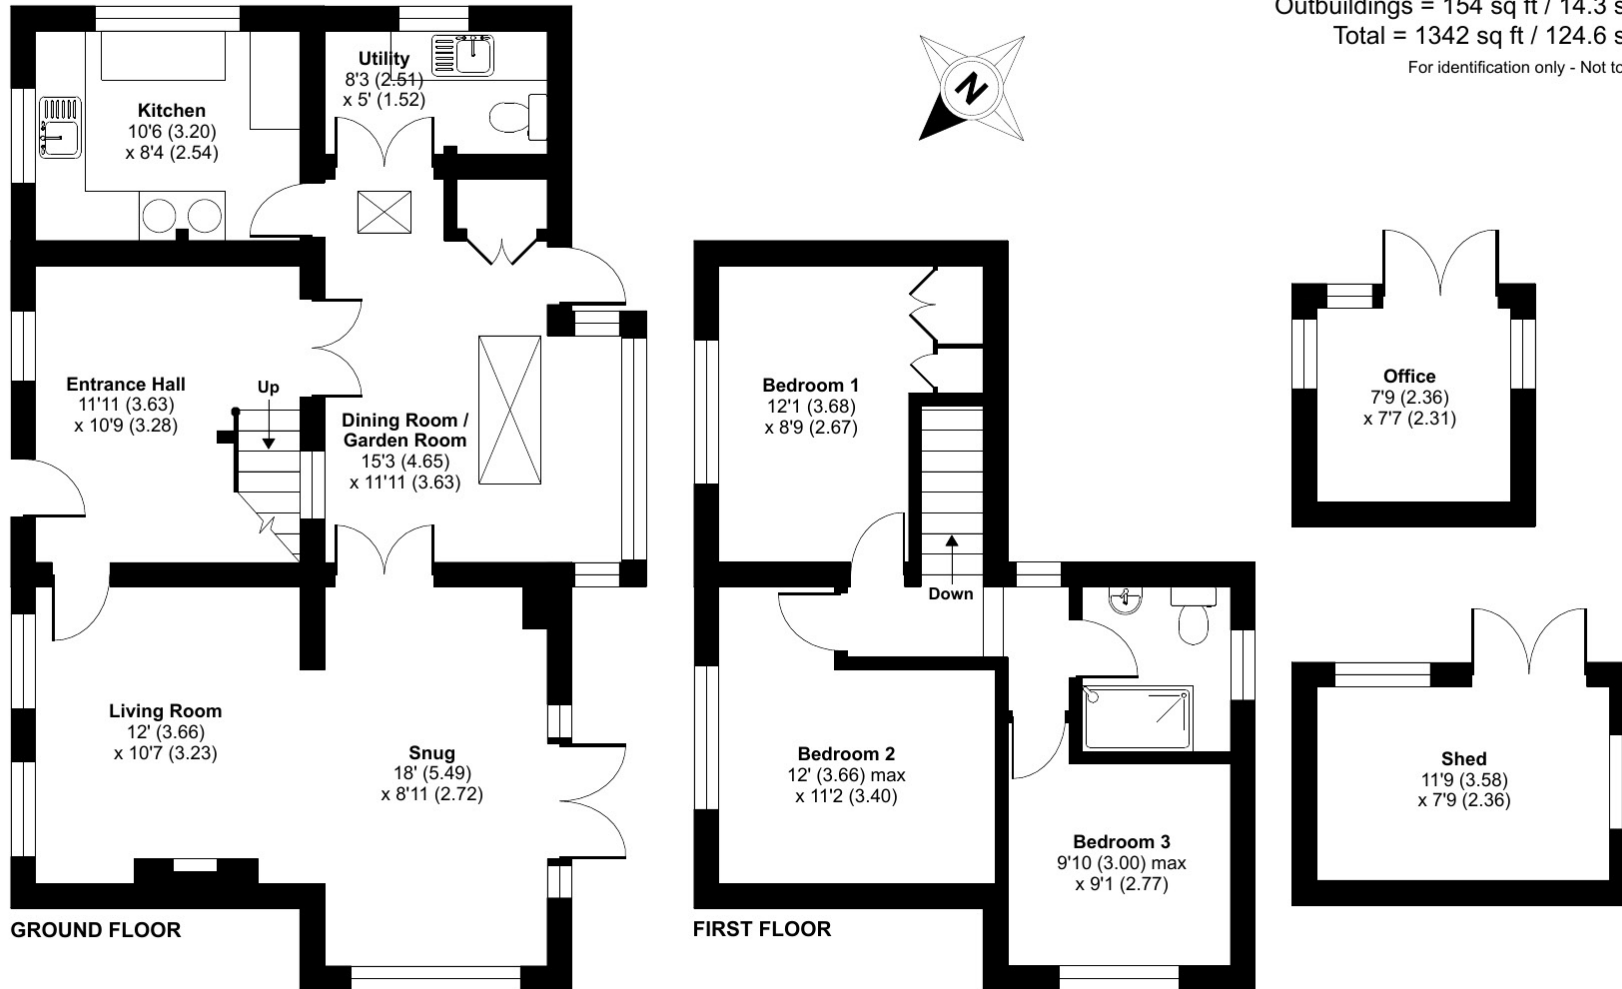 Outbuildings = 154 sq ft / 14.3 s
Total = 1342 sq ft / 124.6 s
For identification only - Not to
N
Utility
8'3 (2.51)
x 5' (1.52)
Kitchen
10'6 (3.20)
x 8'4 (2.54)
Entrance Hall
11'11 (3.63)
x 10'9 (3.28)
Up
Dining Room /
Garden Room
15'3 (4.65)
x 11'11 (3.63)
Living Room
12' (3.66)
x 10'7 (3.23)
Snug
18' (5.49)
x 8'11 (2.72)
GROUND FLOOR
Bedroom 1
12'1 (3.68)
x 8'9 (2.67)
Down
Bedroom 2
12' (3.66) max
x 11'2 (3.40)
Bedroom 3
9'10 (3.00) max
x 9'1 (2.77)
FIRST FLOOR
Office
7'9 (2.36)
x 7'7 (2.31)
Shed
11'9 (3.58)
x 7'9 (2.36)